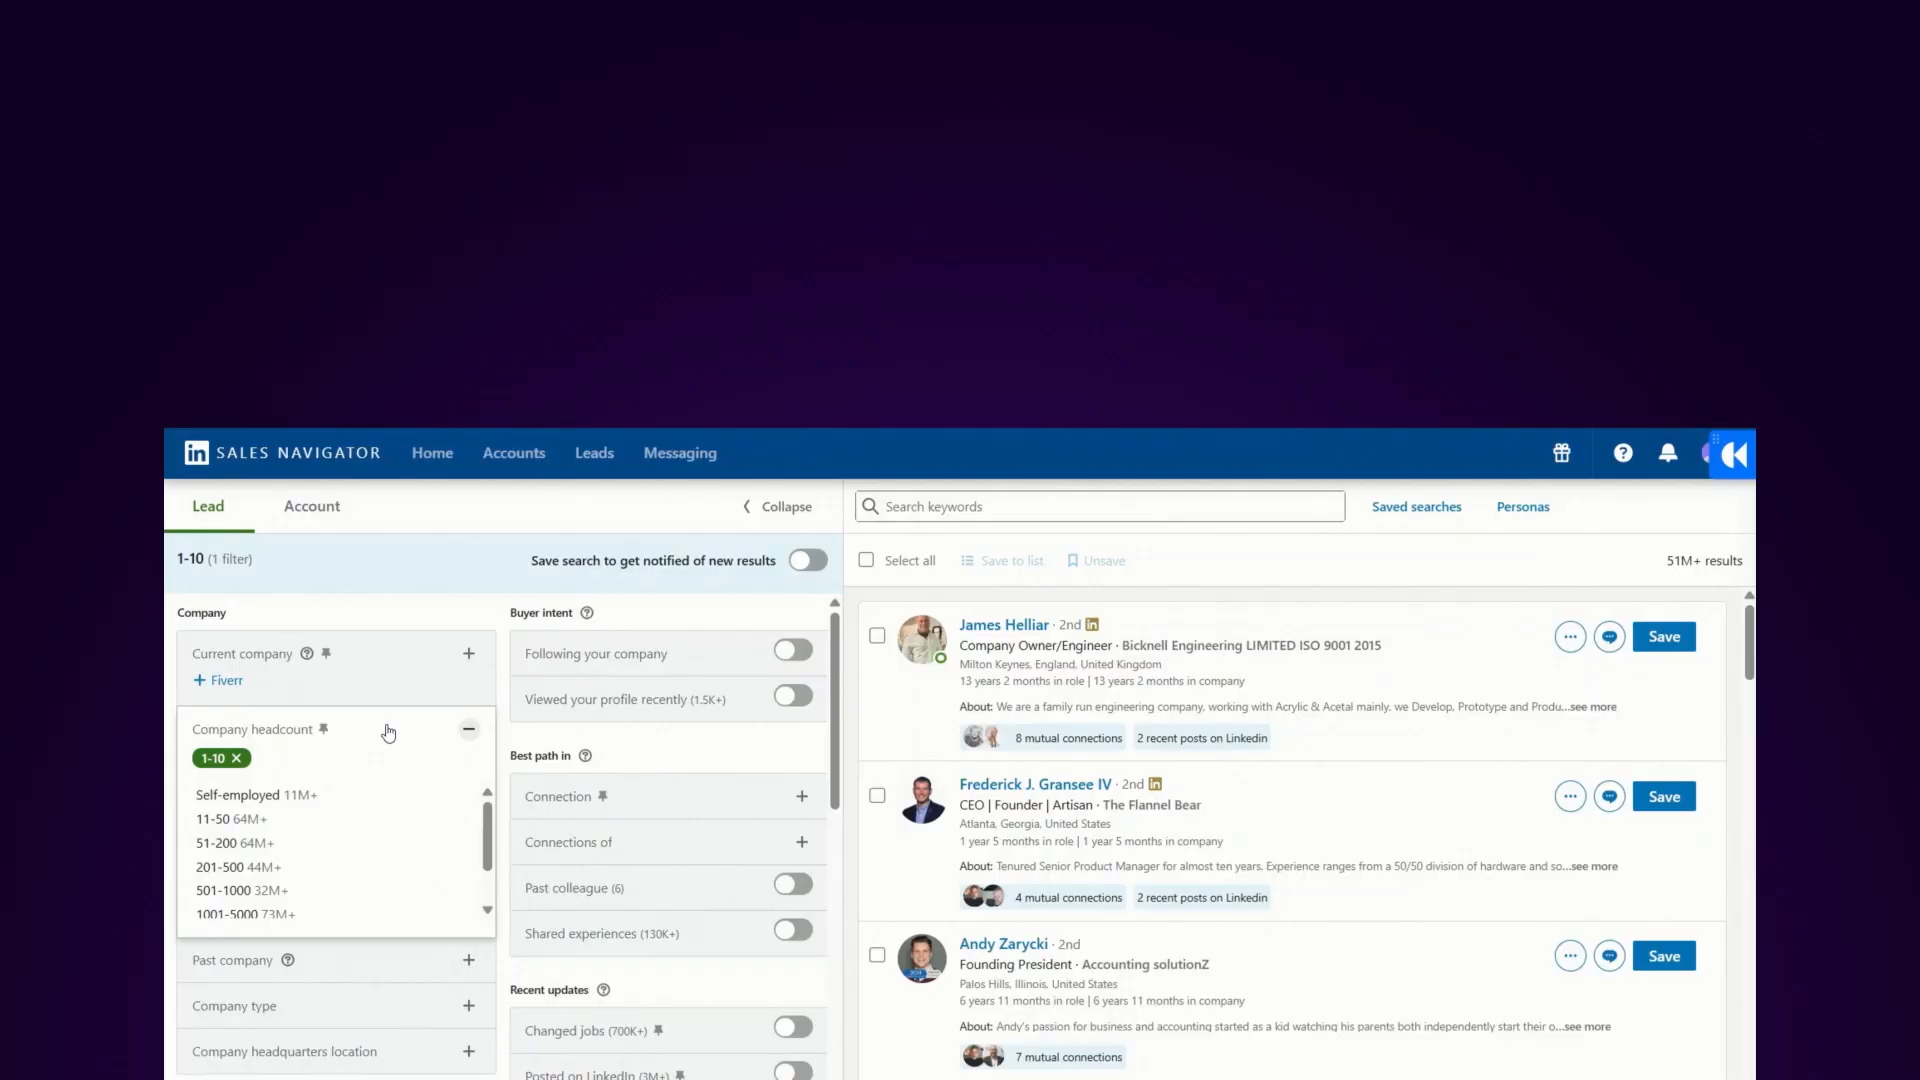 in SALES NAVIGATOR Home Accounts Leads Messaging
Lead Account Collapse
Search keywords Saved searches Personas
1-10 (1 filter) Save search to get notified of new results
Select all Save to list Unsave 51M+ results
Company
Current company
+ Fiverr
Company headcount
1-10
Self-employed 11M+
11-50 64M+
51-200 64M+
201-500 44M+
501-1000 32M+
1001-5000 73M+
Past company
Company type
Company headquarters location
Buyer intent
Following your company
Viewed your profile recently (1.5K+)
Best path in
Connection
Connections of
Past colleague (6)
Shared experiences (130K+)
Recent updates
Changed jobs (700K+)
Posted on LinkedIn (3M+)
James Helliar · 2nd in
Company Owner/Engineer · Bicknell Engineering LIMITED ISO 9001 2015
Milton Keynes, England, United Kingdom
13 years 2 months in role | 13 years 2 months in company
About: We are a family run engineering company, working with Acrylic & Acetal mainly, we Develop, Prototype and Produ...see more
8 mutual connections 2 recent posts on Linkedin
Save
Frederick J. Gransee IV · 2nd in
CEO | Founder | Artisan · The Flannel Bear
Atlanta, Georgia, United States
1 year 5 months in role | 1 year 5 months in company
About: Tenured Senior Product Manager for almost ten years. Experience ranges from a 50/50 division of hardware and so...see more
4 mutual connections 2 recent posts on Linkedin
Save
Andy Zarycki · 2nd
Founding President · Accounting solutionZ
Palos Hills, Illinois, United States
6 years 11 months in role | 6 years 11 months in company
About: Andy's passion for business and accounting started as a kid watching his parents both independently start their o...see more
7 mutual connections
Save